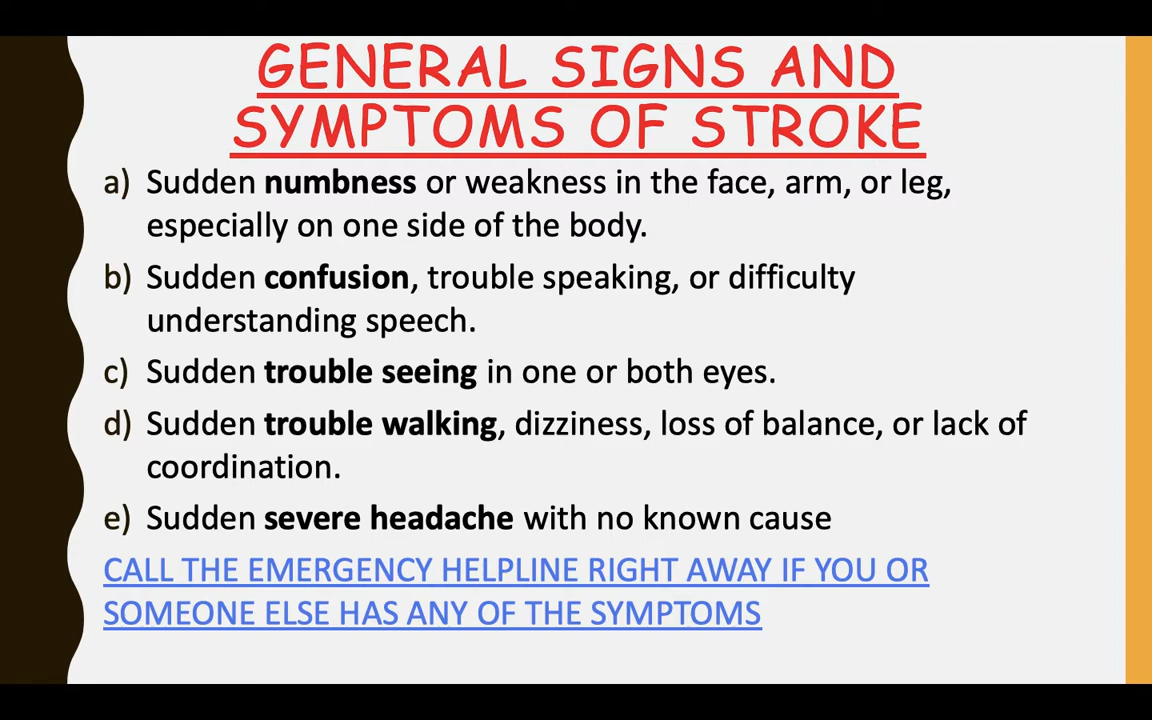 GENERAL SIGNS AND
SYMPTOMS OF STROKE
a) Sudden numbness or weakness in the face, arm, or leg,
especially on one side of the body.
b) Sudden confusion, trouble speaking, or difficulty
understanding speech.
c) Sudden trouble seeing in one or both eyes.
d) Sudden trouble walking, dizziness, loss of balance, or lack of
coordination.
e) Sudden severe headache with no known cause
CALL THE EMERGENCY HELPLINE RIGHT AWAY IF YOU OR
SOMEONE ELSE HAS ANY OF THE SYMPTOMS